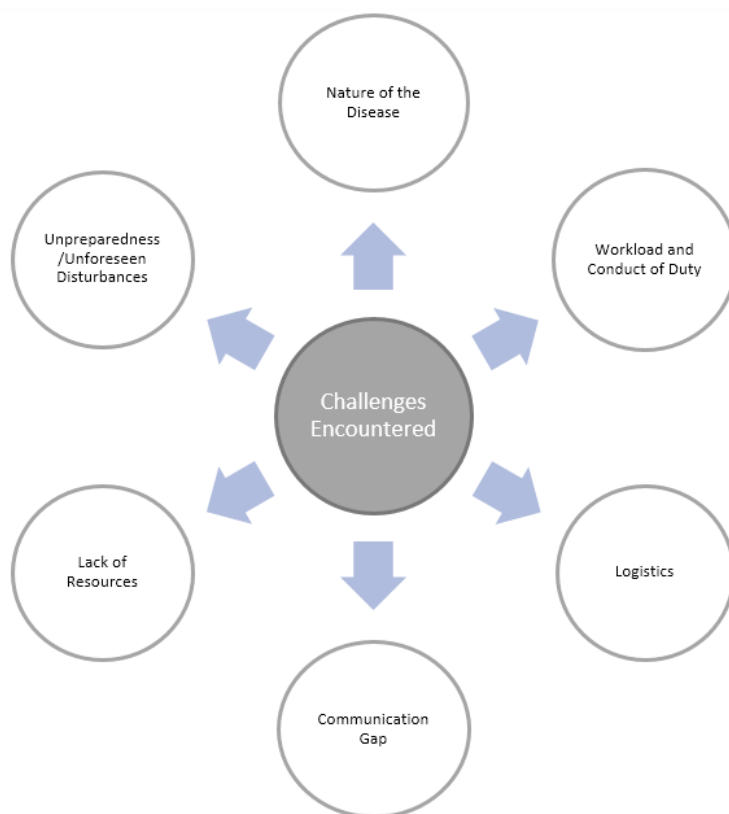 Nature of the
Disease
Unpreparedness
/Unforeseen
Disturbances
Workload and
Conduct of Duty
Challenges
Encountered
Lack of
Resources
Logistics
Communication
Gap